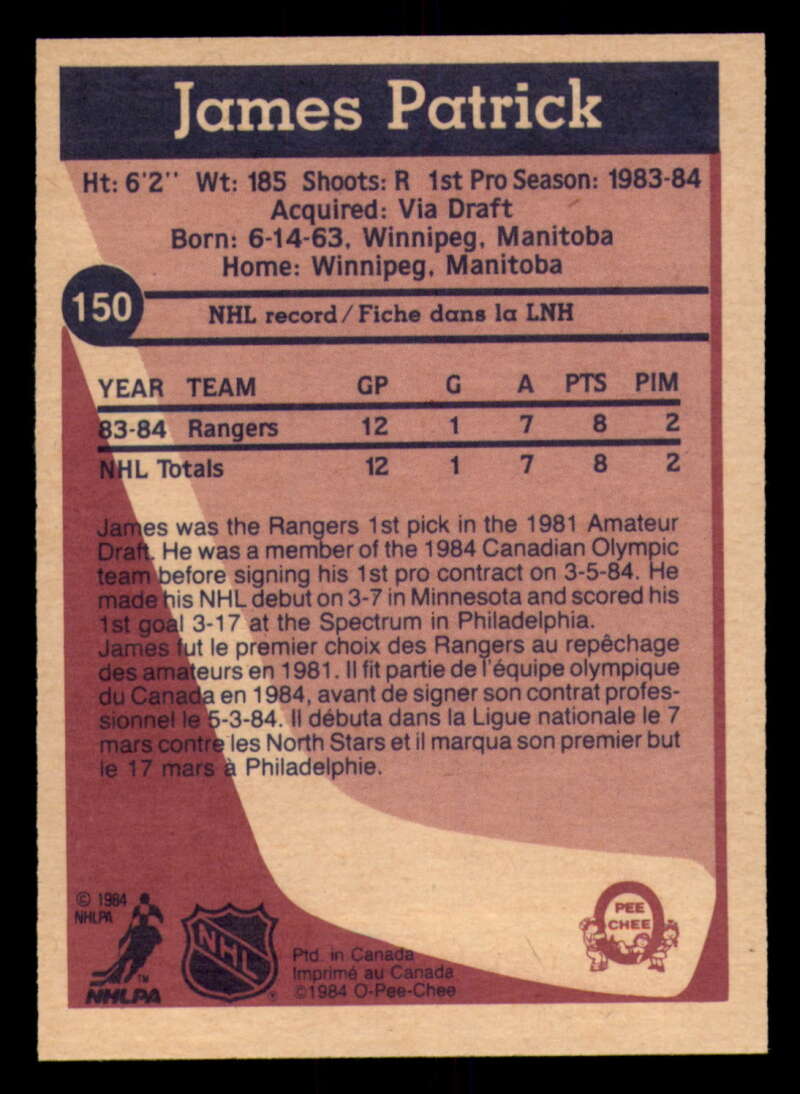 James Patrick
Ht: 6'2'' Wt: 185 Shoots: R 1st Pro Season: 1983-84
Acquired: Via Draft
Born: 6-14-63, Winnipeg, Manitoba
Home: Winnipeg, Manitoba
150
NHL record/Fiche dans la LNH
YEAR TEAM GP G A PTS PIM
83-84 Rangers 12 1 7 8 2
NHL Totals 12 1 7 8 2
James was the Rangers 1st pick in the 1981 Amateur
Draft. He was a member of the 1984 Canadian Olympic
team before signing his 1st pro contract on 3-5-84. He
made his NHL debut on 3-7 in Minnesota and scored his
1st goal 3-17 at the Spectrum in Philadelphia.
James fut le premier choix des Rangers au repêchage
des amateurs en 1981. Il fit partie de l'équipe olympique
du Canada en 1984, avant de signer son contrat profes-
sionnel le 5-3-84. Il débuta dans la Ligue nationale le 7
mars contre les North Stars et il marqua son premier but
le 17 mars à Philadelphie.
© 1984
NHLPA
TM
NHLPA
NHL
®
Ptd. in Canada
Imprimé au Canada
©1984 O-Pee-Chee
PEE
CHEE